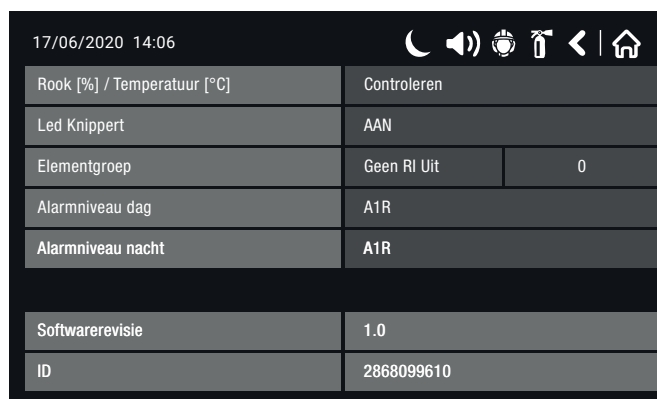 17/06/2020 14:06
Rook [%] / Temperatuur [°C] Controleren
Led Knippert AAN
Elementgroep Geen RI Uit 0
Alarmniveau dag A1R
Alarmniveau nacht A1R
Softwarerevisie 1.0
ID 2868099610